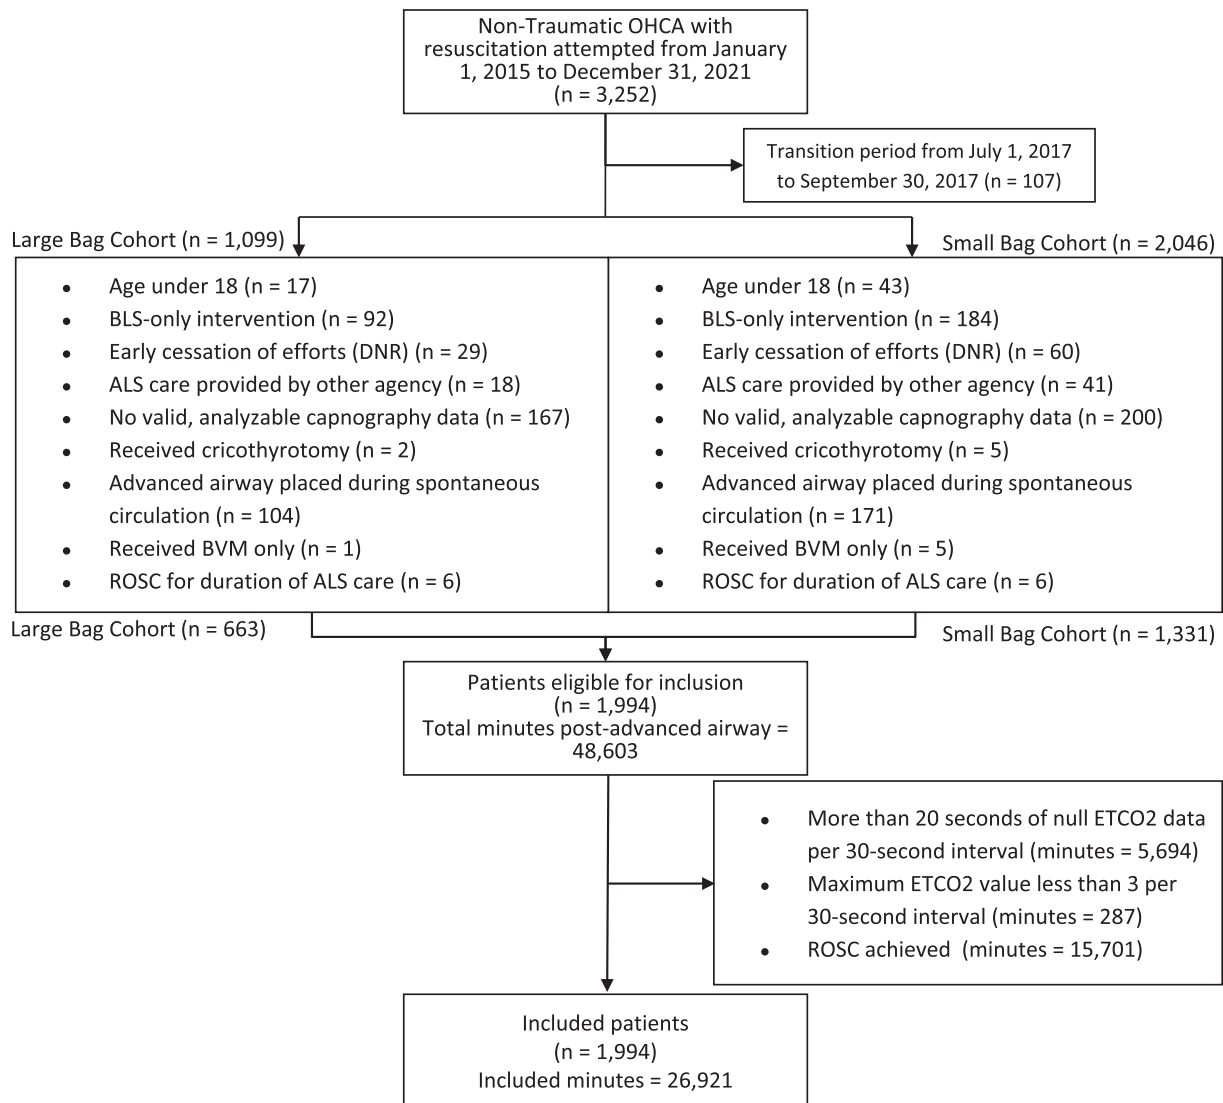 Non-Traumatic OHCA with
resuscitation attempted from January
1, 2015 to December 31, 2021
(n = 3,252)
Transition period from July 1, 2017
to September 30, 2017 (n = 107)
Large Bag Cohort (n = 1,099)
Small Bag Cohort (n = 2,046)
• Age under 18 (n = 17)
• BLS-only intervention (n = 92)
• Early cessation of efforts (DNR) (n = 29)
• ALS care provided by other agency (n = 18)
• No valid, analyzable capnography data (n = 167)
• Received cricothyrotomy (n = 2)
• Advanced airway placed during spontaneous
circulation (n = 104)
• Received BVM only (n = 1)
• ROSC for duration of ALS care (n = 6)
• Age under 18 (n = 43)
• BLS-only intervention (n = 184)
• Early cessation of efforts (DNR) (n = 60)
• ALS care provided by other agency (n = 41)
• No valid, analyzable capnography data (n = 200)
• Received cricothyrotomy (n = 5)
• Advanced airway placed during spontaneous
circulation (n = 171)
• Received BVM only (n = 5)
• ROSC for duration of ALS care (n = 6)
Large Bag Cohort (n = 663)
Small Bag Cohort (n = 1,331)
Patients eligible for inclusion
(n = 1,994)
Total minutes post-advanced airway =
48,603
• More than 20 seconds of null ETCO2 data
per 30-second interval (minutes = 5,694)
• Maximum ETCO2 value less than 3 per
30-second interval (minutes = 287)
• ROSC achieved (minutes = 15,701)
Included patients
(n = 1,994)
Included minutes = 26,921